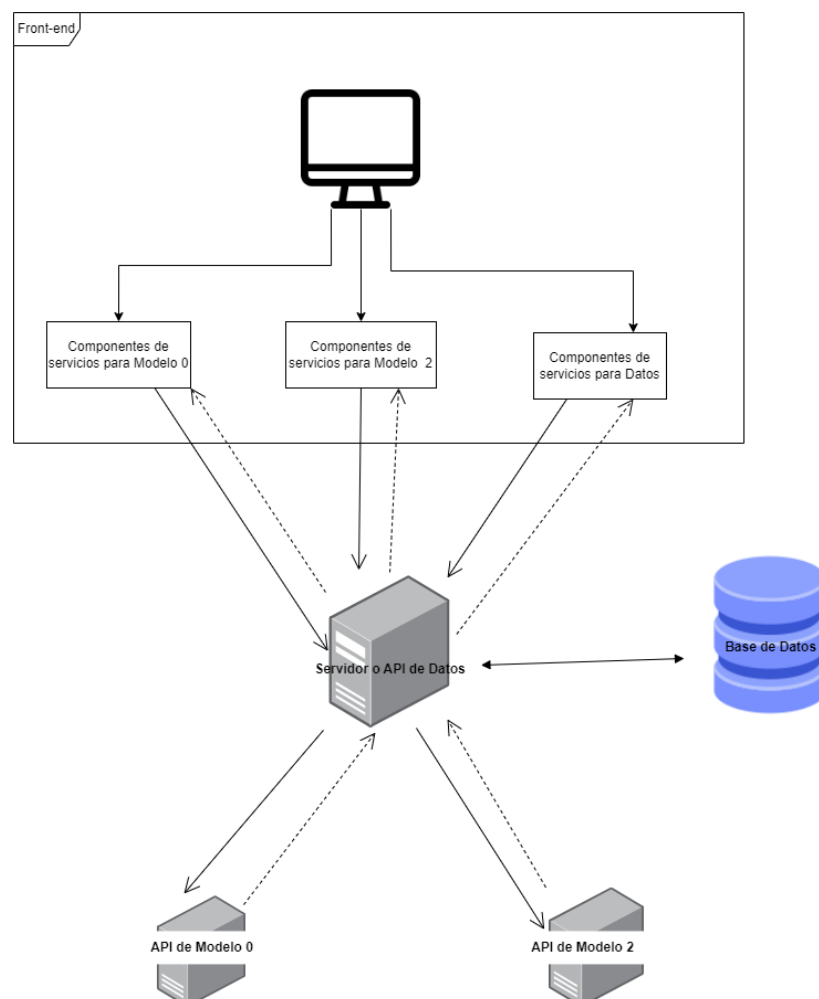 Front-end
Componentes de
servicios para Modelo 0
Componentes de
servicios para Modelo  2
Componentes de
servicios para Datos
Servidor o API de Datos
Base de Datos
API de Modelo 0
API de Modelo 2